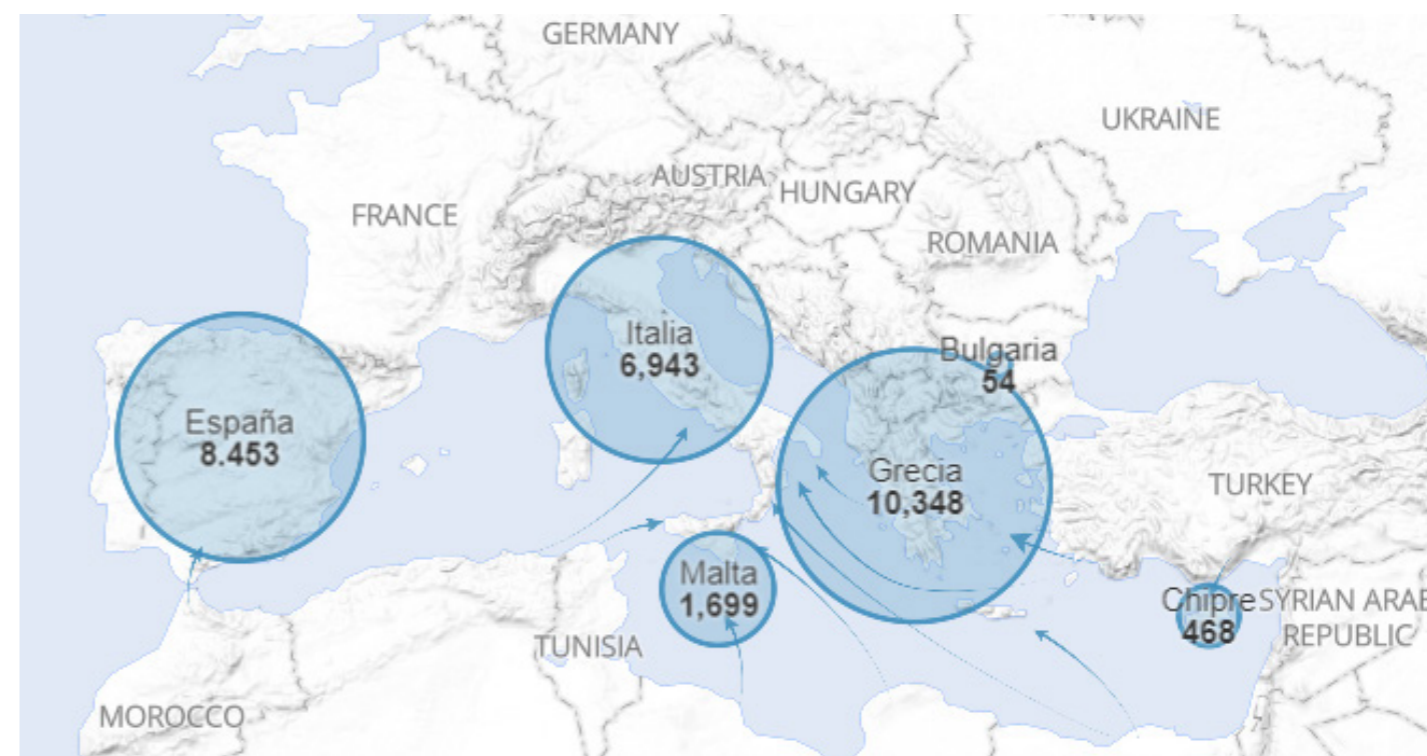 GERMANY
UKRAINE
AUSTRIA
HUNGARY
FRANCE
ROMANIA
Italia
6,943
Bulgaria
54
España
8.453
Grecia
10,348
TURKEY
Malta
1,699
Chipre
468
SYRIAN ARAB
REPUBLIC
TUNISIA
MOROCCO